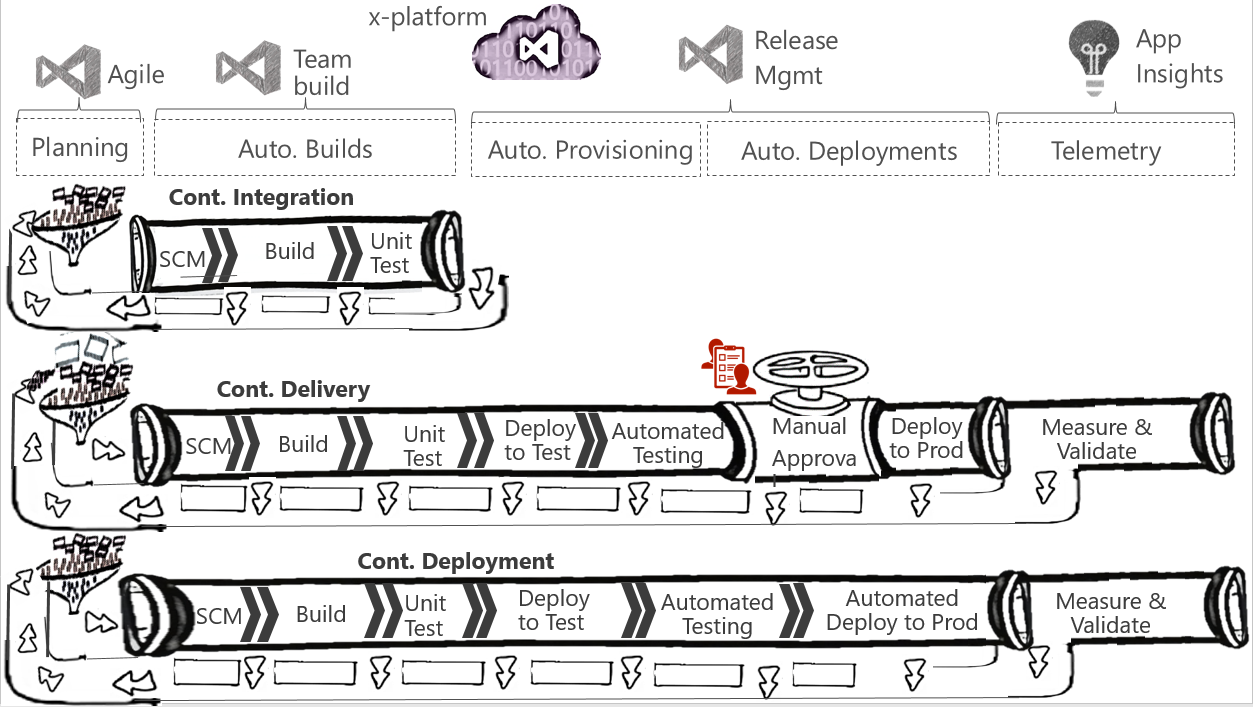 x-platform
Agile
Team
build
Release
Mgmt
App
Insights
Planning
Auto. Builds
Auto. Provisioning
Auto. Deployments
Telemetry
Cont. Integration
SCM
Build
Unit
Test
Cont. Delivery
SCM
Build
Unit
Test
Deploy
to Test
Automated
Testing
Manual
Approva
Deploy
to Prod
Measure &
Validate
Cont. Deployment
SCM
Build
Unit
Test
Deploy
to Test
Automated
Testing
Automated
Deploy to Prod
Measure &
Validate